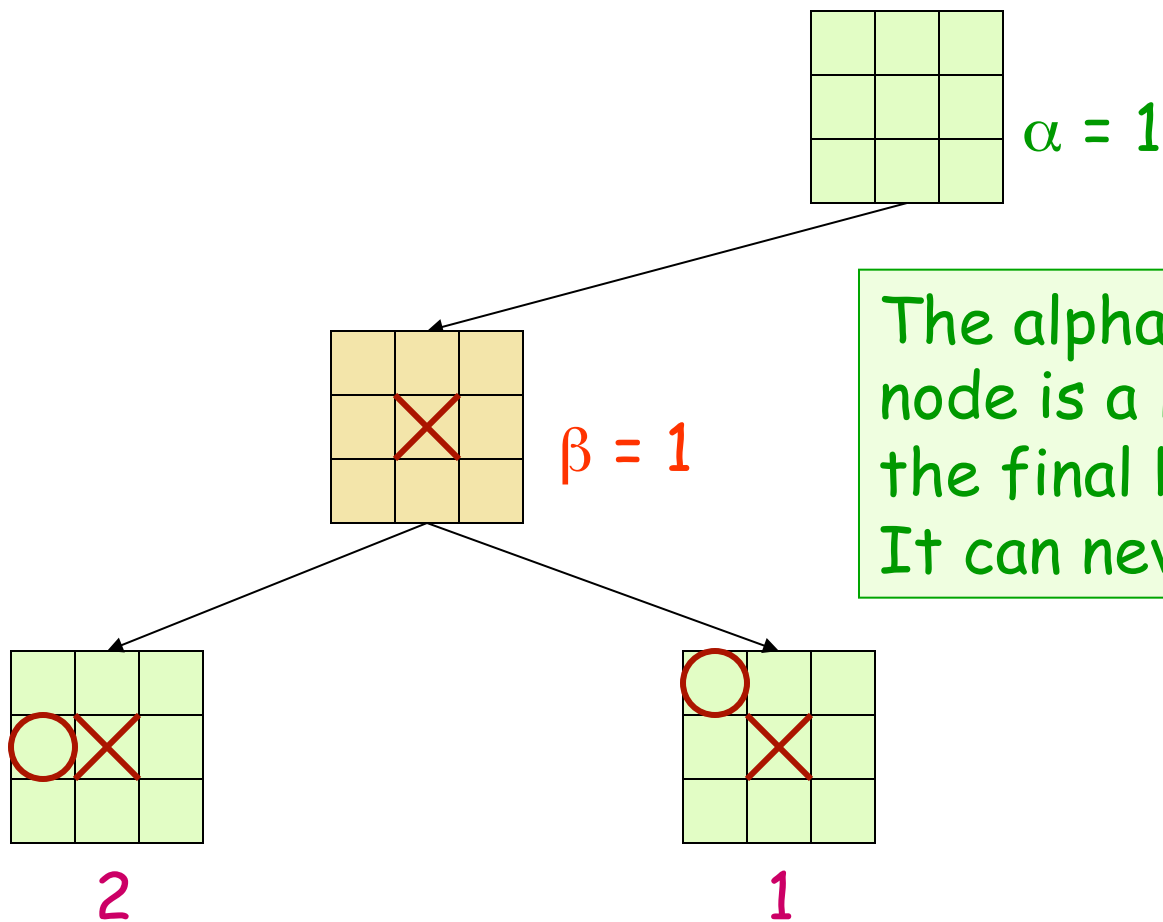 α = 1
The alpha
node is a
the final
It can nev
β = 1
2
1